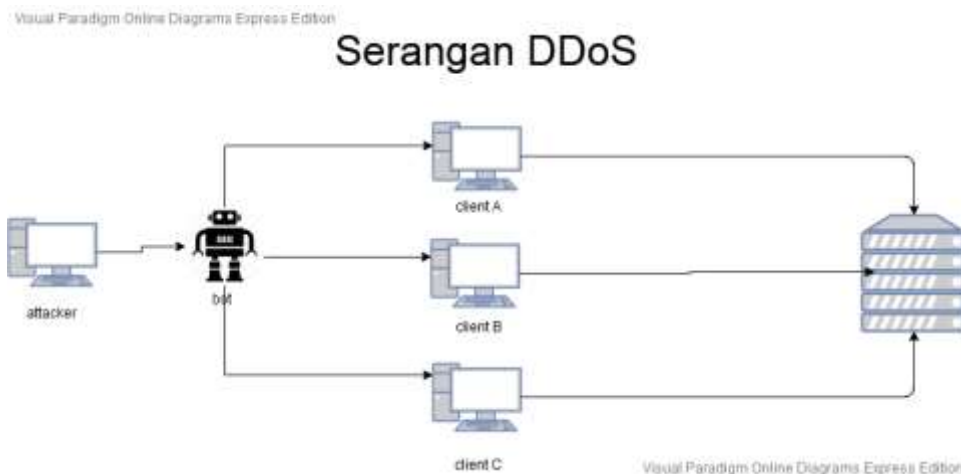 Visual Paradigm Online Diagrams Express Edition
Serangan DDoS
client A
attacker
bot
client B
client C
Visual Paradigm Online Diagrams Express Edition